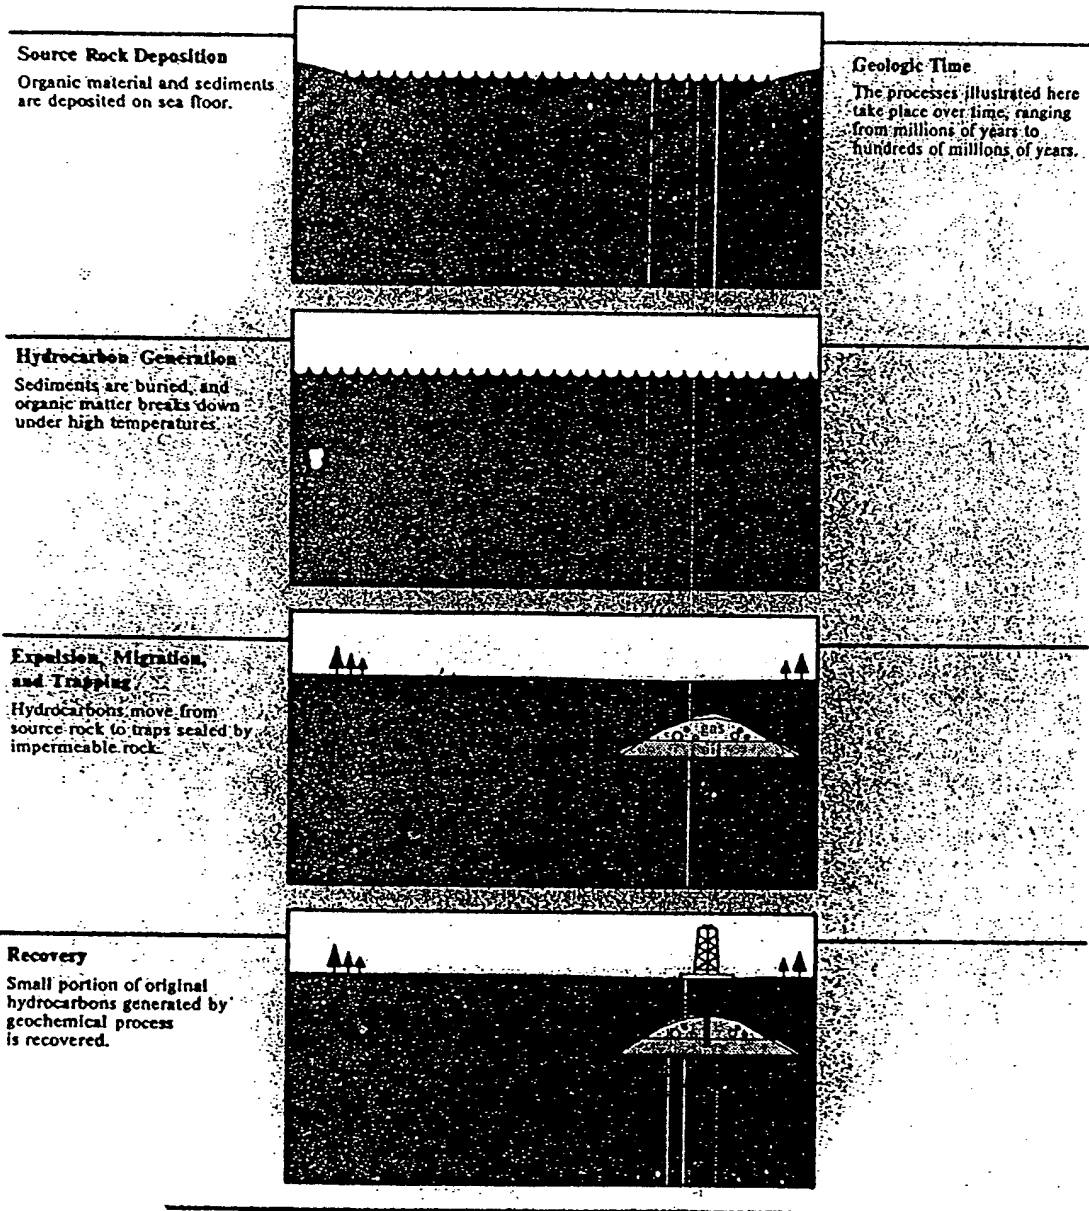 Source Rock Deposition
Organic material and sediments
are deposited on sea floor.
Geologic Time
The processes illustrated here
take place over time, ranging
from millions of years to
hundreds of millions of years.
Hydrocarbon Generation
Sediments are buried, and
organic matter breaks down
under high temperatures.
Expulsion, Migration,
and Trapping
Hydrocarbons move from
source rock to traps sealed by
impermeable rock.
gas
oil
Recovery
Small portion of original
hydrocarbons generated by
geochemical process
is recovered.